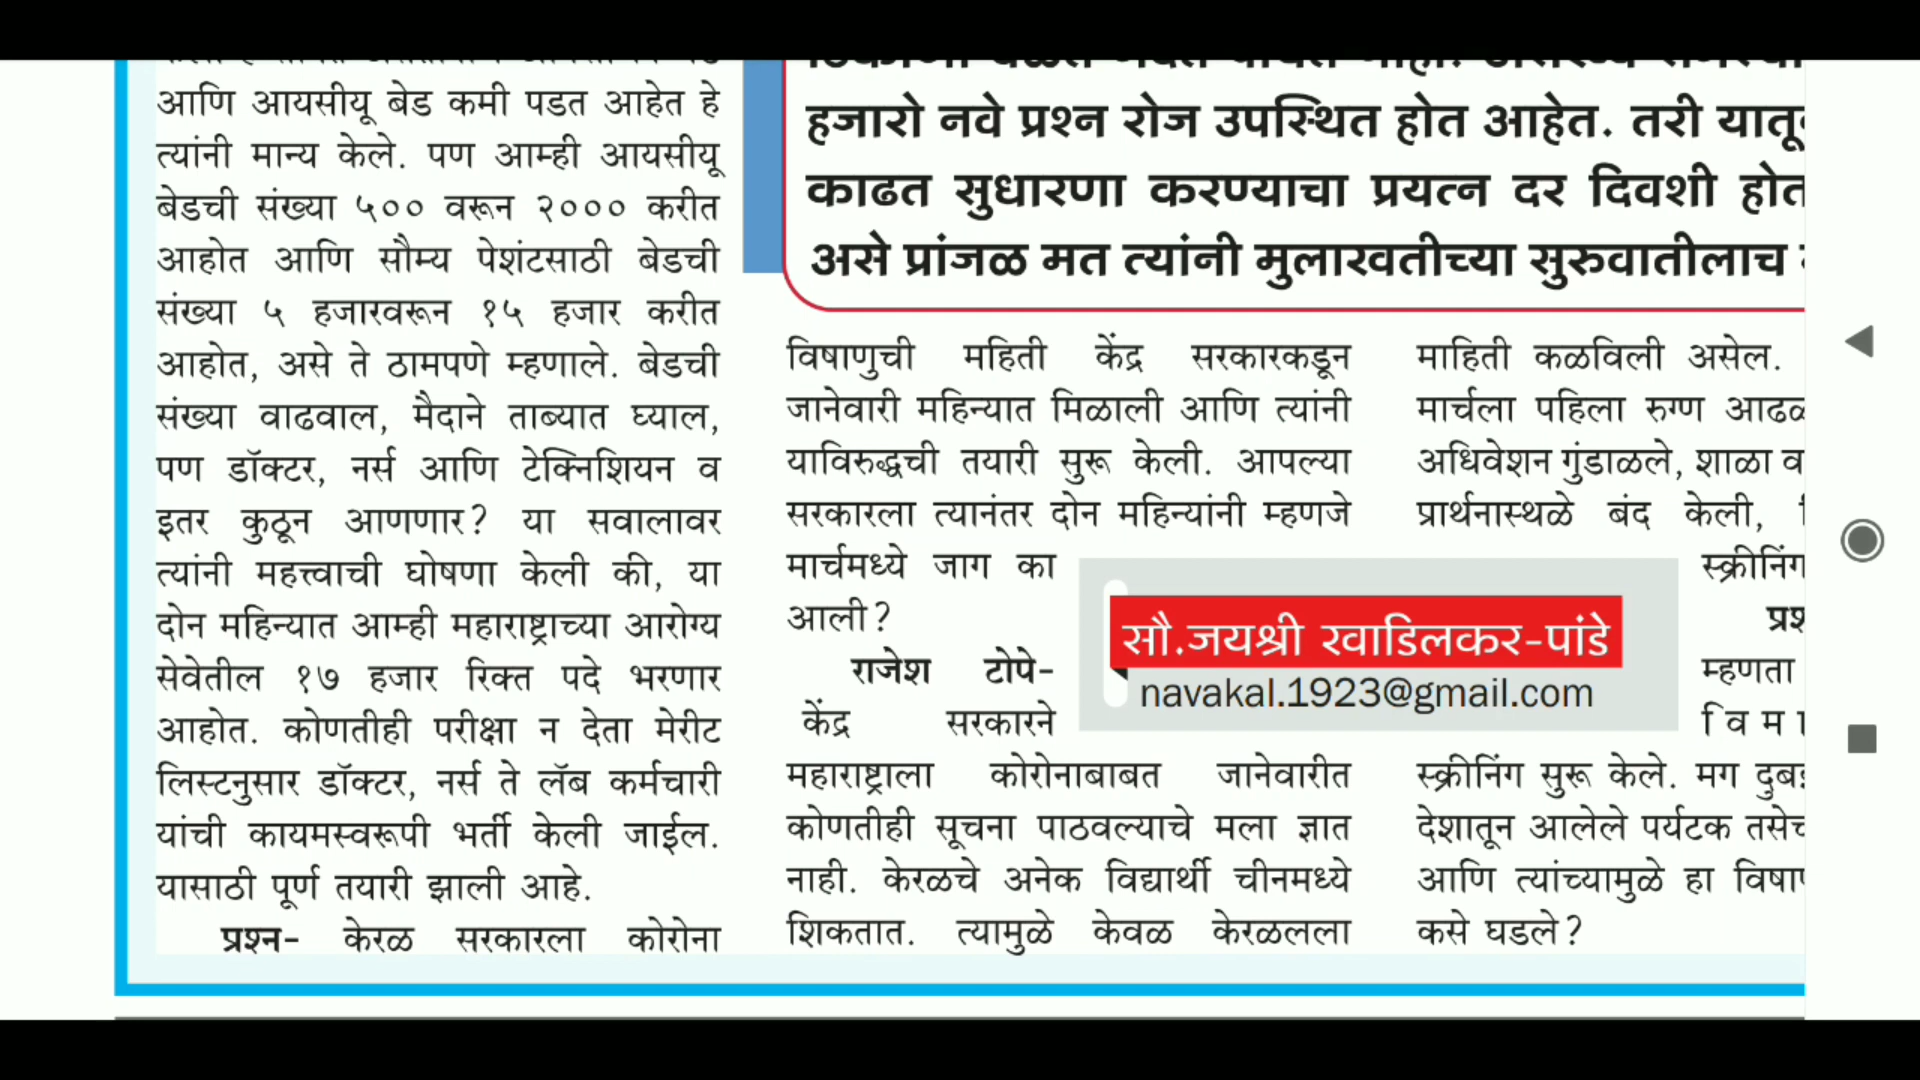 आणि आयसीयू बेड कमी पडत आहेत हे
त्यांनी मान्य केले. पण आम्ही आयसीयू
बेडची संख्या ५०० वरून २००० करीत
आहोत आणि सौम्य पेशंटसाठी बेडची
संख्या ५ हजारवरून १५ हजार करीत
आहोत, असे ते ठामपणे म्हणाले. बेडची
संख्या वाढवाल, मैदाने ताब्यात घ्याल,
पण डॉक्टर, नर्स आणि टेक्निशियन व
इतर कुठून आणणार? या सवालावर
त्यांनी महत्त्वाची घोषणा केली की, या
दोन महिन्यात आम्ही महाराष्ट्राच्या आरोग्य
सेवेतील १७ हजार रिक्त पदे भरणार
आहोत. कोणतीही परीक्षा न देता मेरीट
लिस्टनुसार डॉक्टर, नर्स ते लॅब कर्मचारी
यांची कायमस्वरूपी भर्ती केली जाईल.
यासाठी पूर्ण तयारी झाली आहे.
प्रश्न- केरळ सरकारला कोरोना
हजारो नवे प्रश्न रोज उपस्थित होत आहेत. तरी
काढत सुधारणा करण्याचा प्रयत्न दर दिवशी होत
असे प्रांजळ मत त्यांनी मुलाखतीच्या सुरुवातीलाच
विषाणुची महिती केंद्र सरकारकडून
जानेवारी महिन्यात मिळाली आणि त्यांनी
याविरुद्धची तयारी सुरू केली. आपल्या
सरकारला त्यानंतर दोन महिन्यांनी म्हणजे
मार्चमध्ये जाग का
आली?
राजेश टोपे-
केंद्र सरकारने
महाराष्ट्राला कोरोनाबाबत जानेवारीत
कोणतीही सूचना पाठवल्याचे मला ज्ञात
नाही. केरळचे अनेक विद्यार्थी चीनमध्ये
शिकतात. त्यामुळे केवळ केरळलला
सौ.जयश्री खाडिलकर-पांडे
navakal.1923@gmail.com
माहिती कळविली असेल.
मार्चला पहिला रुग्ण
अधिवेशन गुंडाळले, शाळा व
प्रार्थनास्थळे बंद केली,
स्क्रीनिंग
म्हणता
स्क्रीनिंग सुरू केले. मग
देशातून आलेले पर्यटक
आणि त्यांच्यामुळे हा
कसे घडले?